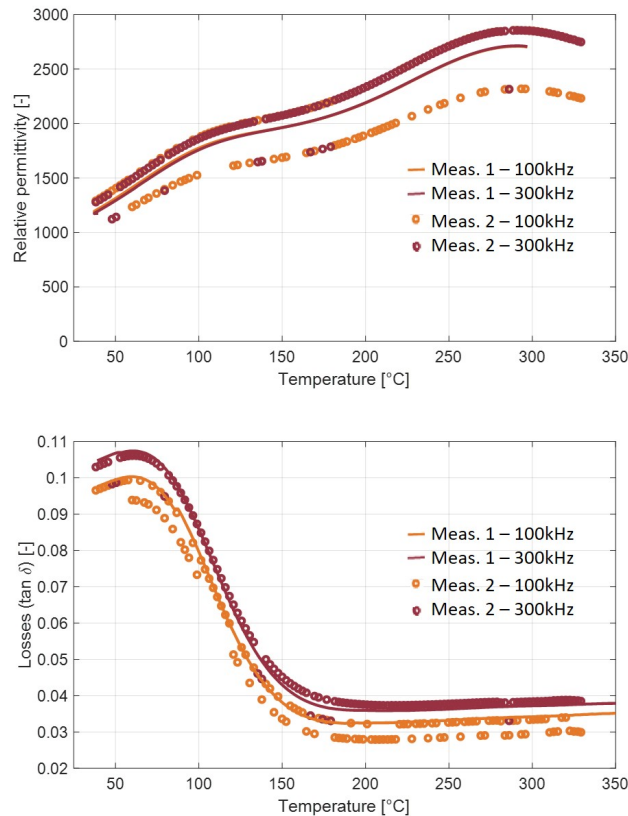 3000
2500
2000
1500
1000
500
0
Relative permittivity [-]
Meas. 1 – 100kHz
Meas. 1 – 300kHz
Meas. 2 – 100kHz
Meas. 2 – 300kHz
50 100 150 200 250 300 350
Temperature [°C]
0.11
0.1
0.09
0.08
0.07
0.06
0.05
0.04
0.03
0.02
Losses (tan δ) [-]
Meas. 1 – 100kHz
Meas. 1 – 300kHz
Meas. 2 – 100kHz
Meas. 2 – 300kHz
50 100 150 200 250 300 350
Temperature [°C]